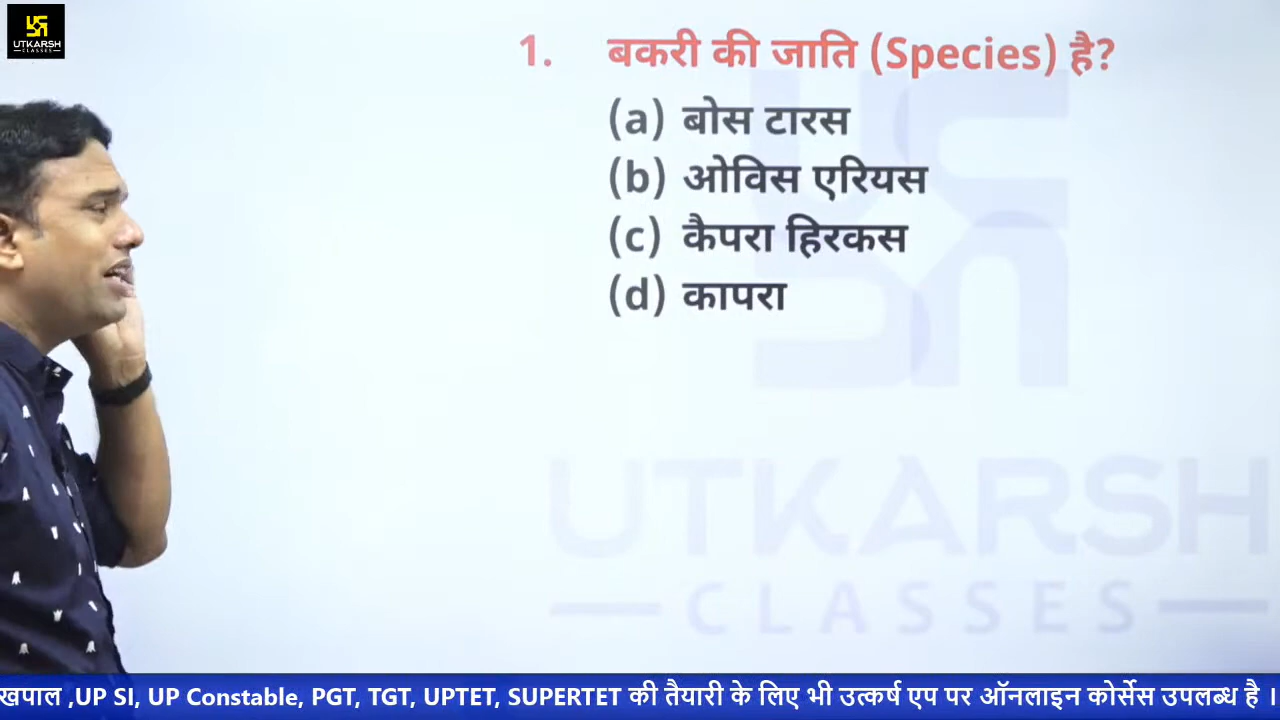 UTKARSH
CLASSES
1. बकरी की जाति (Species) है?
(a) बोस टारस
(b) ओविस एरियस
(c) कैपरा हिरकस
(d) कापरा
UTKARSH
CLASSES
खपाल ,UP SI, UP Constable, PGT, TGT, UPTET, SUPERTET की तैयारी के लिए भी उत्कर्ष एप पर ऑनलाइन कोर्सेस उपलब्ध है ।